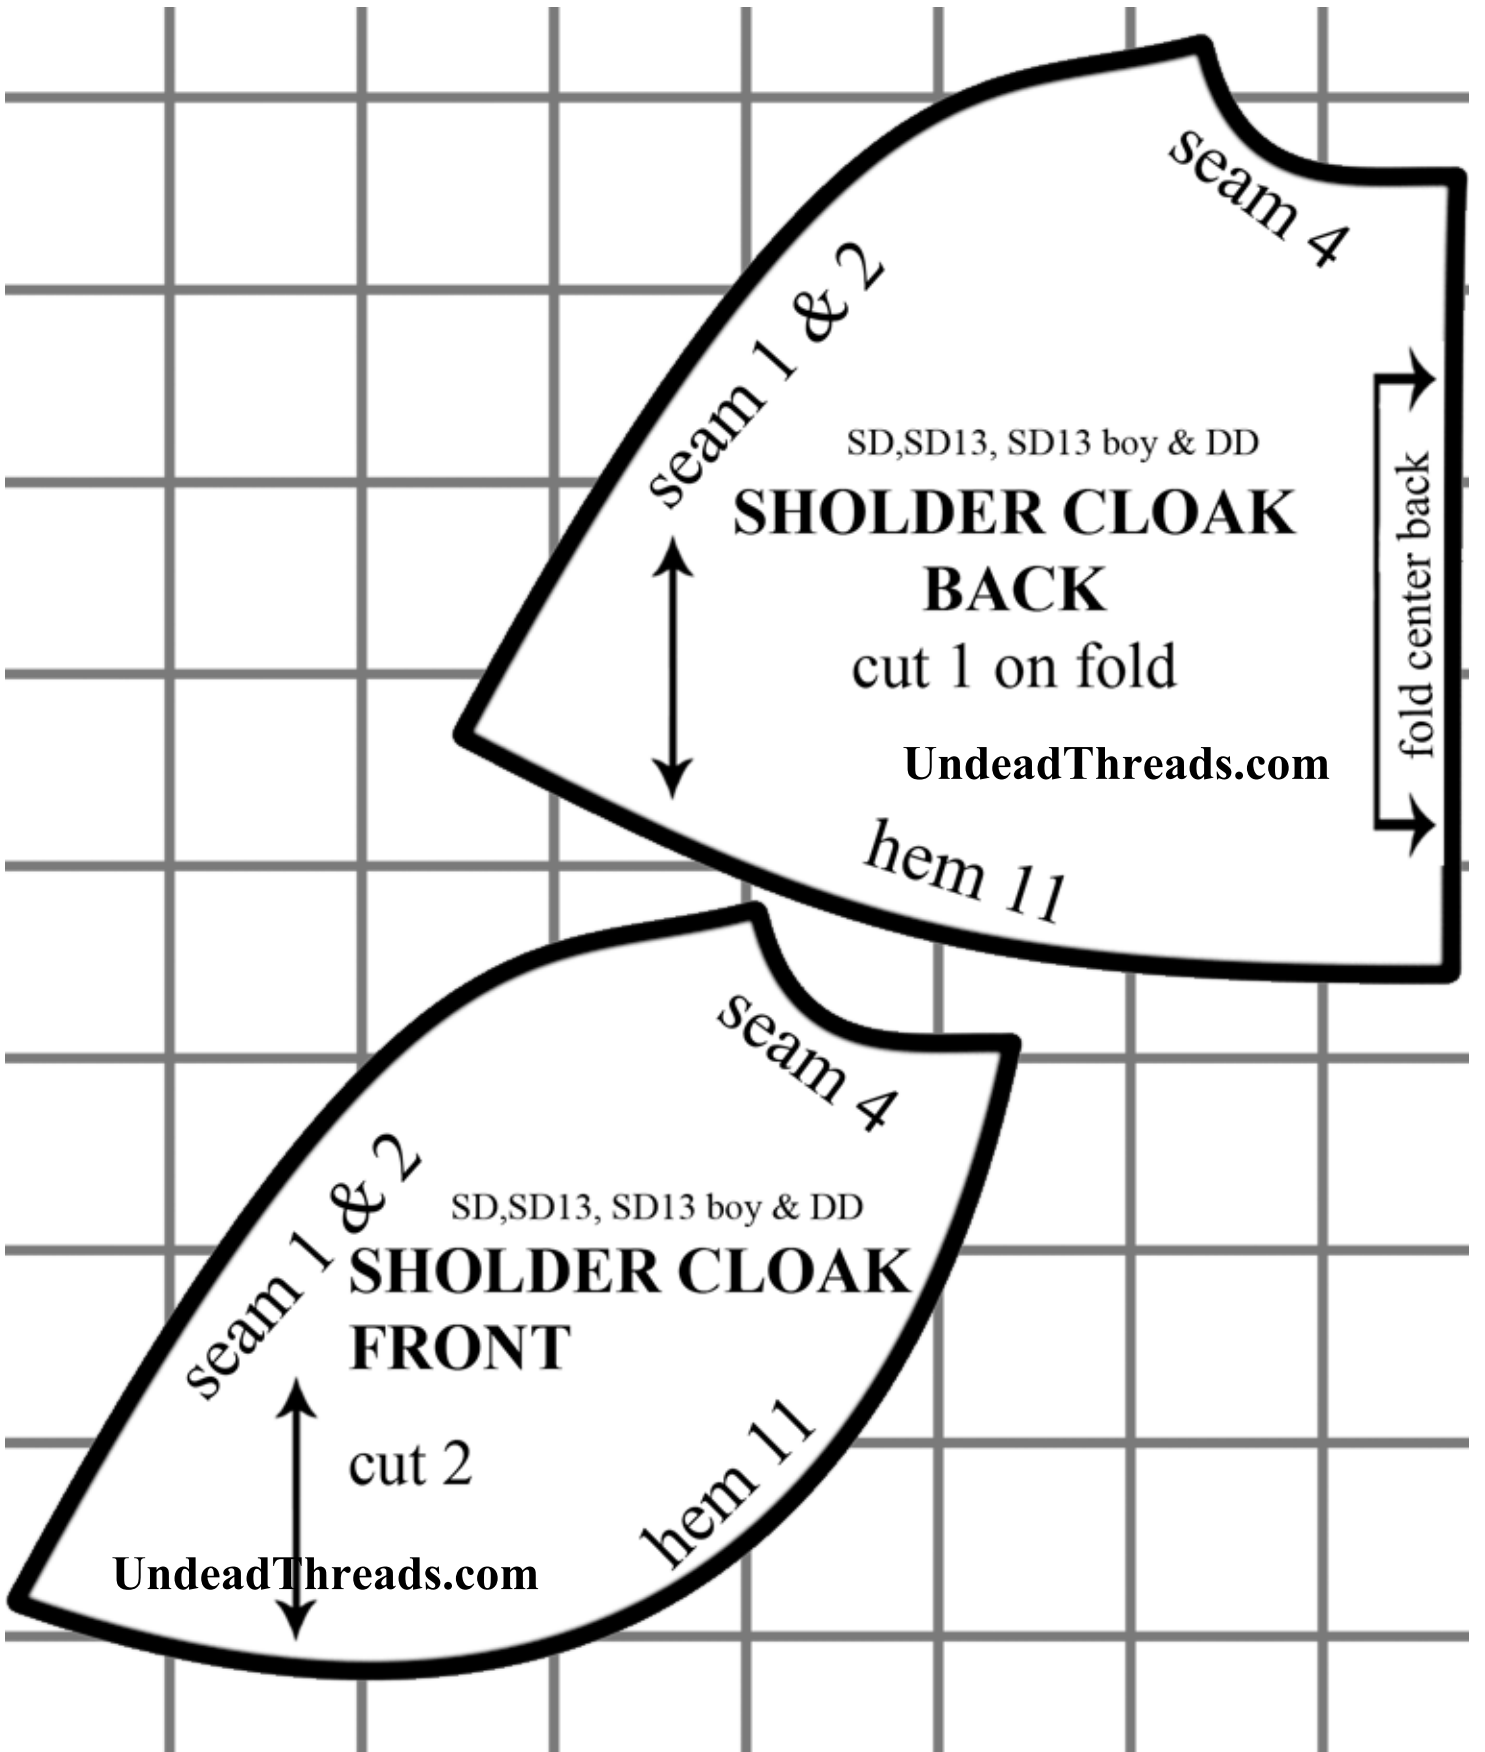 seam 4
seam 1 & 2
SD,SD13, SD13 boy & DD
SHOLDER CLOAK
BACK
cut 1 on fold
fold center back
UndeadThreads.com
hem 11
seam 4
seam 1 & 2
SD,SD13, SD13 boy & DD
SHOLDER CLOAK
FRONT
cut 2
hem 11
UndeadThreads.com